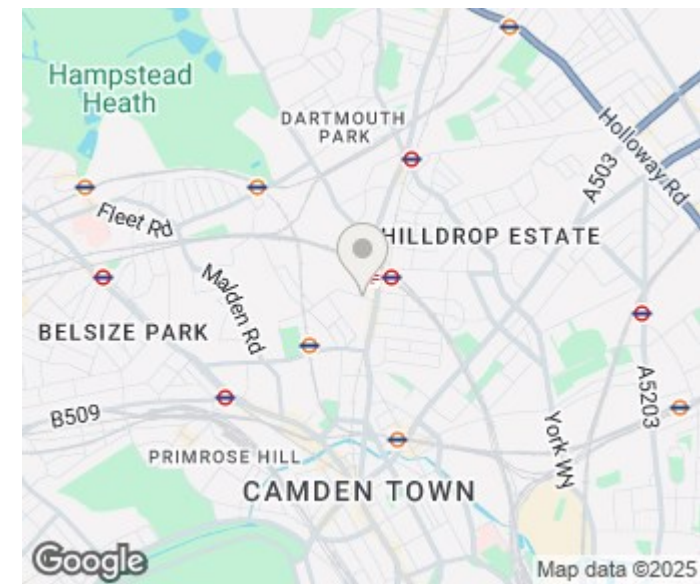 Hampstead
Heath
DARTMOUTH
PARK
Holloway Rd
A503
Fleet Rd
HILLDROP ESTATE
Malden Rd
BELSIZE PARK
A5203
B509
York WY
PRIMROSE HILL
CAMDEN TOWN
Google
Map data ©2025